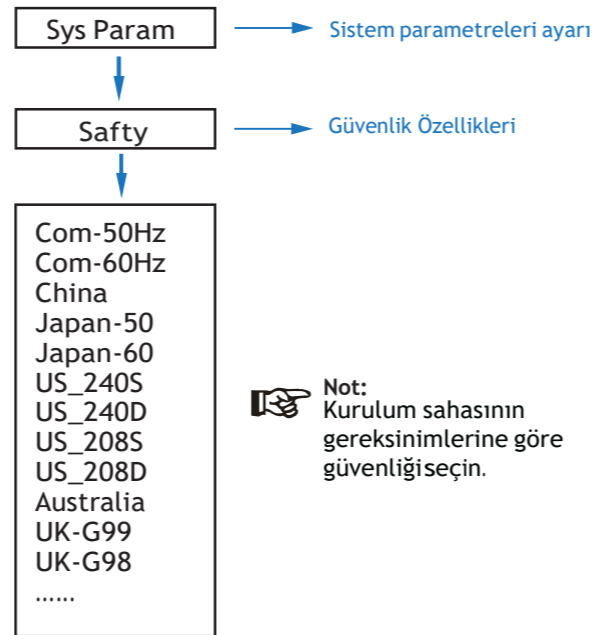 Sys Param
Sistem parametreleri ayarı
Safty
Güvenlik Özellikleri
Com-50Hz
Com-60Hz
China
Japan-50
Japan-60
US_240S
US_240D
US_208S
US_208D
Australia
UK-G99
UK-G98
......
Not:
Kurulum sahasının
gereksinimlerine göre
güvenliğiseçin.